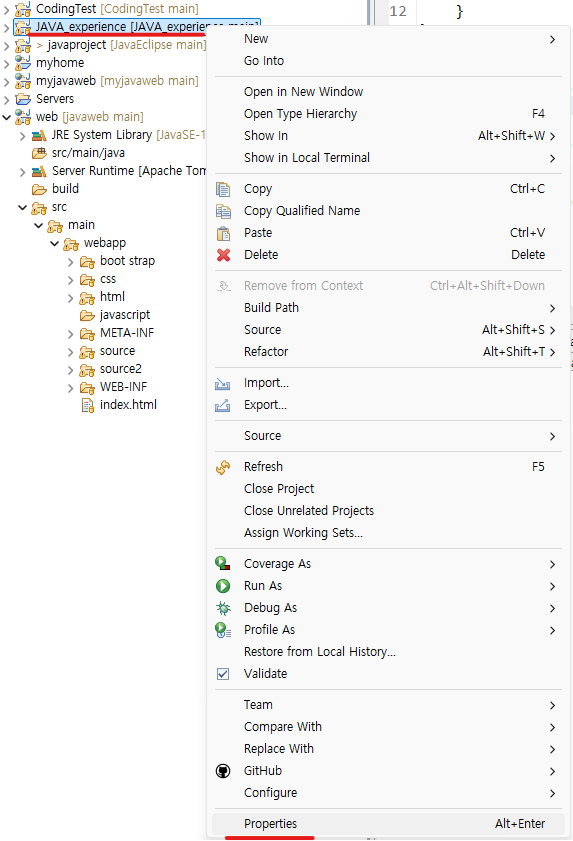 CodingTest [CodingTest main]
JAVA_experience [JAVA_experience main]
> javaproject [JavaEclipse main]
myhome
myjavaweb [myjavaweb main]
Servers
web [javaweb main]
JRE System Library [JavaSE-1
src/main/java
Server Runtime [Apache Tom
build
src
main
webapp
boot strap
css
html
javascript
META-INF
source
source2
WEB-INF
index.html
12 }
New
Go Into
Open in New Window
Open Type Hierarchy F4
Show In Alt+Shift+W
Show in Local Terminal
Copy Ctrl+C
Copy Qualified Name
Paste Ctrl+V
Delete Delete
Remove from Context Ctrl+Alt+Shift+Down
Build Path
Source Alt+Shift+S
Refactor Alt+Shift+T
Import...
Export...
Source
Refresh F5
Close Project
Close Unrelated Projects
Assign Working Sets...
Coverage As
Run As
Debug As
Profile As
Restore from Local History...
Validate
Team
Compare With
Replace With
GitHub
Configure
Properties Alt+Enter